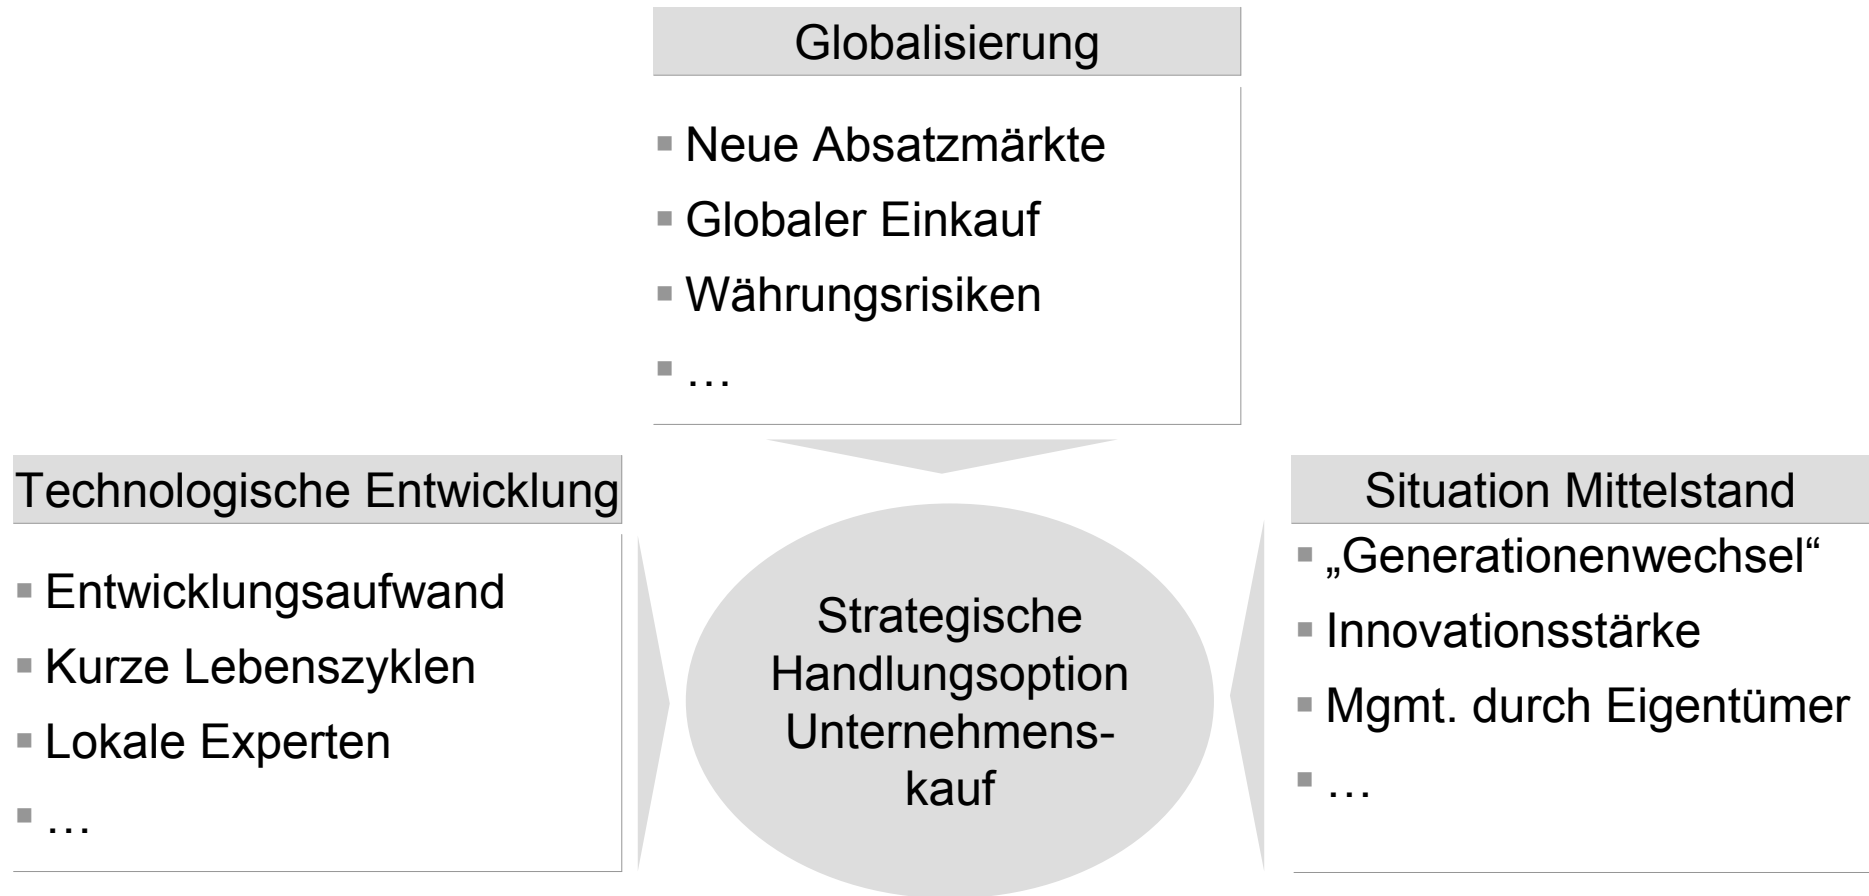 Globalisierung
Neue Absatzmärkte
Globaler Einkauf
Währungsrisiken
…
Technologische Entwicklung
Entwicklungsaufwand
Kurze Lebenszyklen
Lokale Experten
…
Strategische
Handlungsoption
Unternehmens-
kauf
Situation Mittelstand
„Generationenwechsel“
Innovationsstärke
Mgmt. durch Eigentümer
…